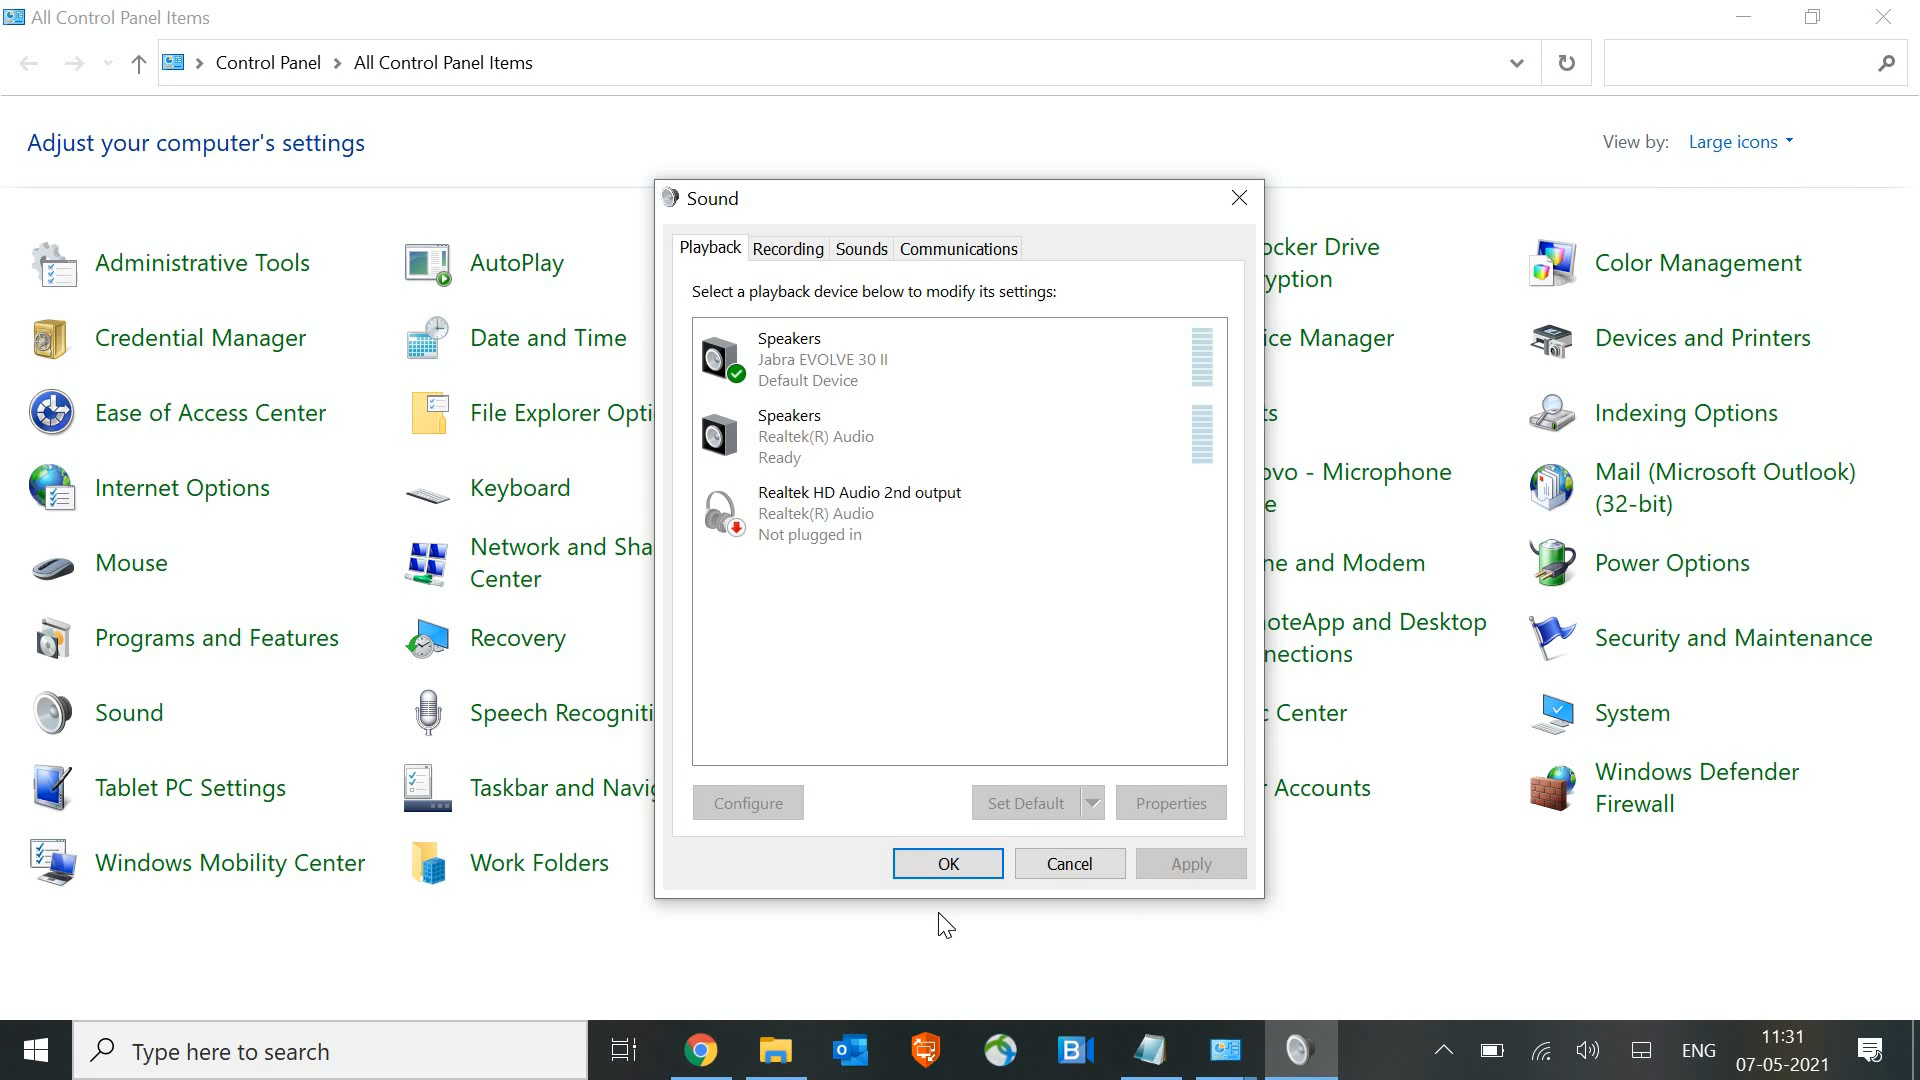 All Control Panel Items
Control Panel > All Control Panel Items
Adjust your computer's settings
View by: Large icons
Sound
Playback Recording Sounds Communications
Select a playback device below to modify its settings:
Speakers
Jabra EVOLVE 30 II
Default Device
Speakers
Realtek(R) Audio
Ready
Realtek HD Audio 2nd output
Realtek(R) Audio
Not plugged in
Configure Set Default Properties
OK Cancel Apply
Administrative Tools
AutoPlay
ocker Drive
yption
Color Management
Credential Manager
Date and Time
ice Manager
Devices and Printers
Ease of Access Center
File Explorer Opti
ts
Indexing Options
Internet Options
Keyboard
ovo - Microphone
e
Mail (Microsoft Outlook)
(32-bit)
Mouse
Network and Sha
Center
ne and Modem
Power Options
Programs and Features
Recovery
oteApp and Desktop
nections
Security and Maintenance
Sound
Speech Recogniti
c Center
System
Tablet PC Settings
Taskbar and Navig
r Accounts
Windows Defender
Firewall
Windows Mobility Center
Work Folders
Type here to search
ENG
11:31
07-05-2021